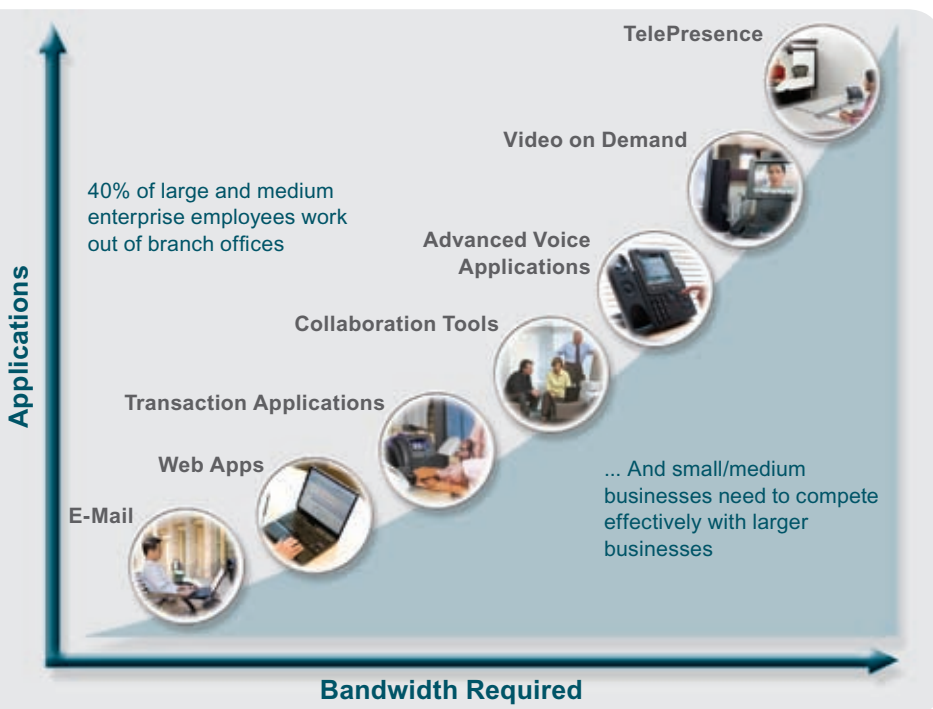 TelePresence
Video on Demand
40% of large and medium
enterprise employees work
out of branch offices
Advanced Voice
Applications
Collaboration Tools
Transaction Applications
Web Apps
E-Mail
... And small/medium
businesses need to compete
effectively with larger
businesses
Applications
Bandwidth Required